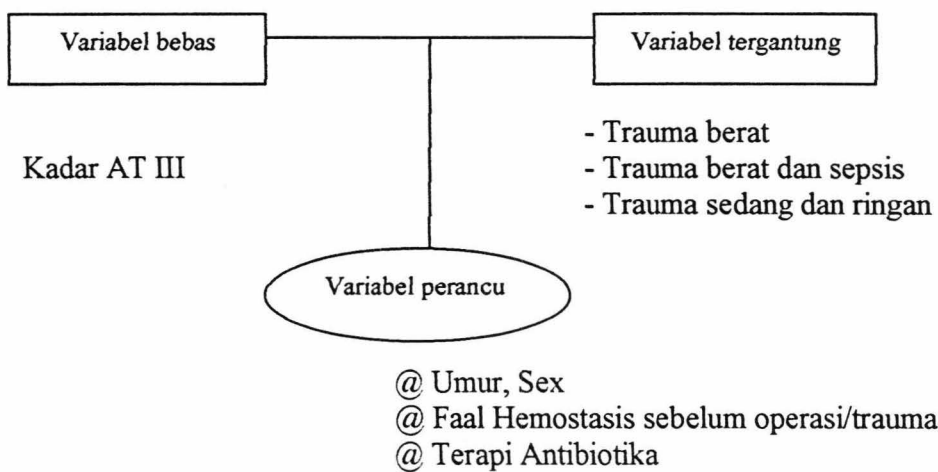 Variabel bebas
Variabel tergantung
Kadar AT III
- Trauma berat
- Trauma berat dan sepsis
- Trauma sedang dan ringan
Variabel perancu
@ Umur, Sex
@ Faal Hemostasis sebelum operasi/trauma
@ Terapi Antibiotika